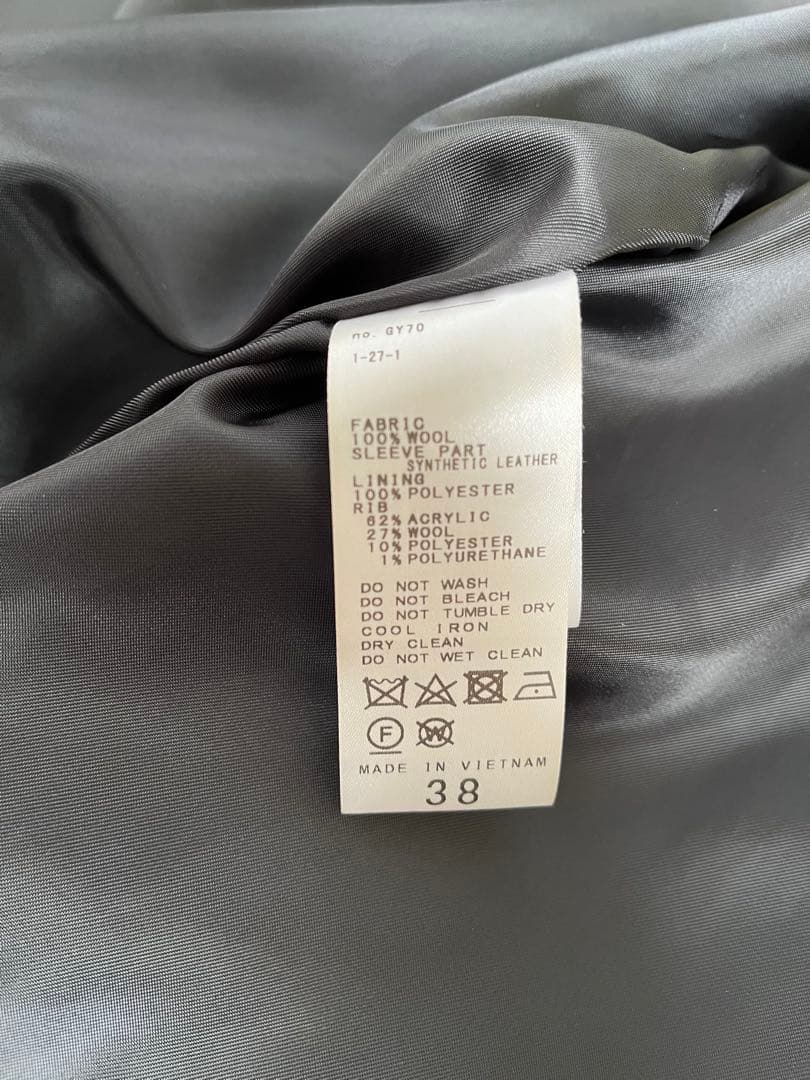 no. GY70
1-27-1
FABRIC
100% WOOL
SLEEVE PART
SYNTHETIC LEATHER
LINING
100% POLYESTER
RIB
62% ACRYLIC
27% WOOL
10% POLYESTER
1% POLYURETHANE
DO NOT WASH
DO NOT BLEACH
DO NOT TUMBLE DRY
COOL IRON
DRY CLEAN
DO NOT WET CLEAN
F W
MADE IN VIETNAM
38